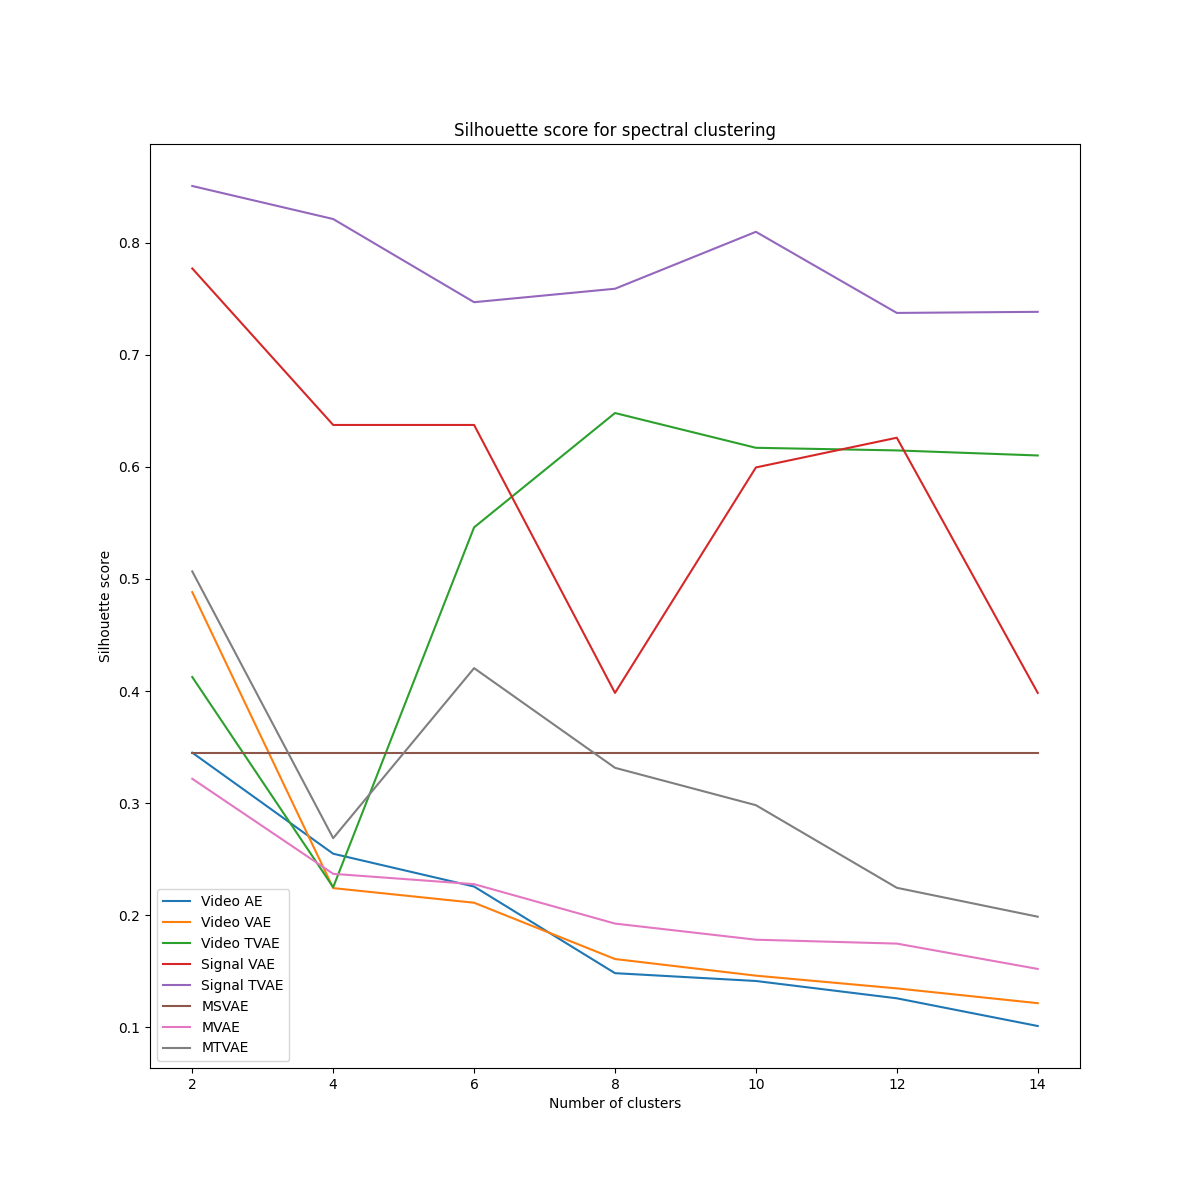 Silhouette score for spectral clustering
Silhouette score
0.8
0.7
0.6
0.5
0.4
0.3
0.2
0.1
Video AE
Video VAE
Video TVAE
Signal VAE
Signal TVAE
MSVAE
MVAE
MTVAE
2 4 6 8 10 12 14
Number of clusters